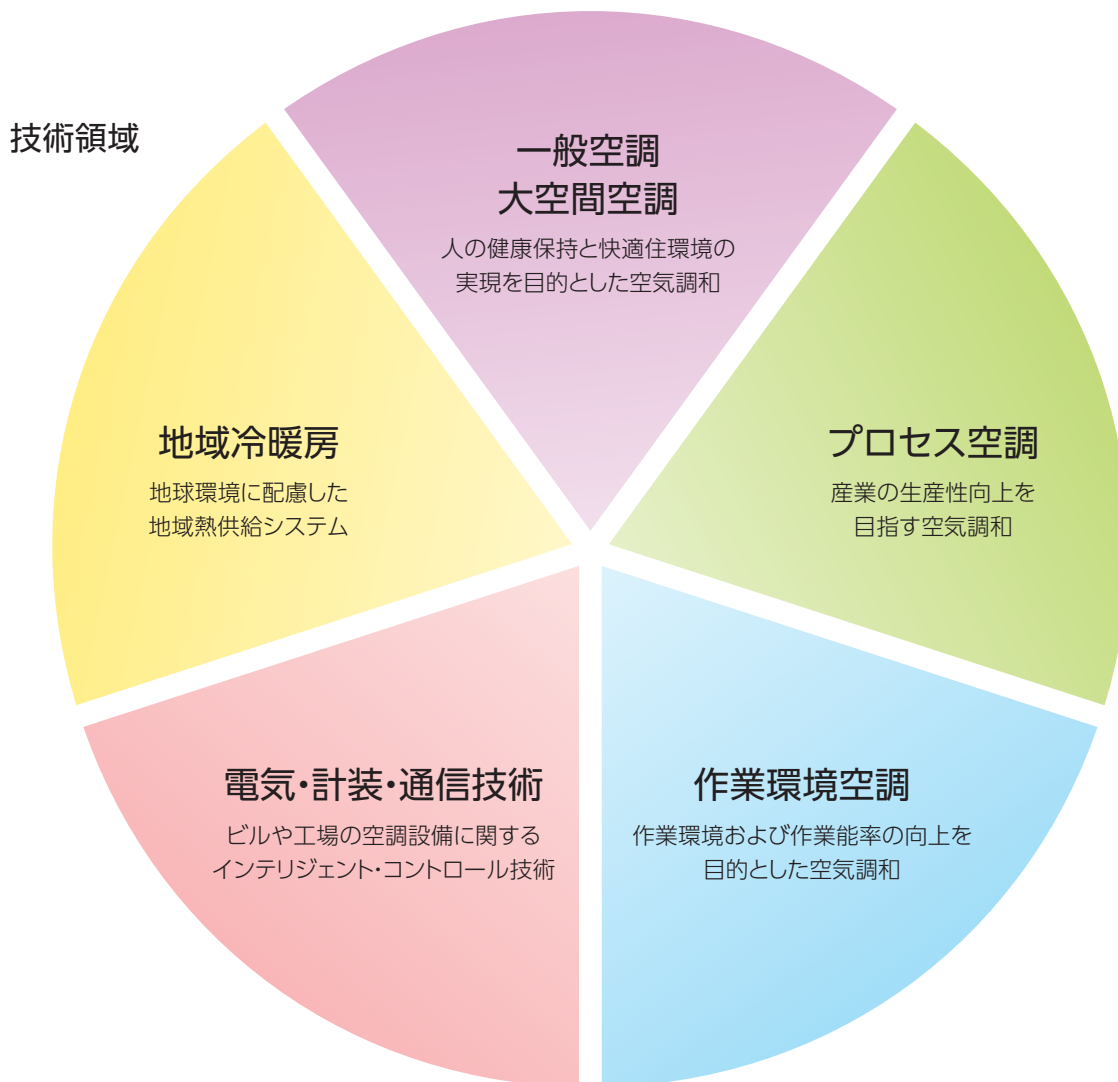 技術領域
一般空調
大空間空調
人の健康保持と快適住環境の
実現を目的とした空気調和
プロセス空調
産業の生産性向上を
目指す空気調和
作業環境空調
作業環境および作業能率の向上を
目的とした空気調和
電気・計装・通信技術
ビルや工場の空調設備に関する
インテリジェント・コントロール技術
地域冷暖房
地球環境に配慮した
地域熱供給システム